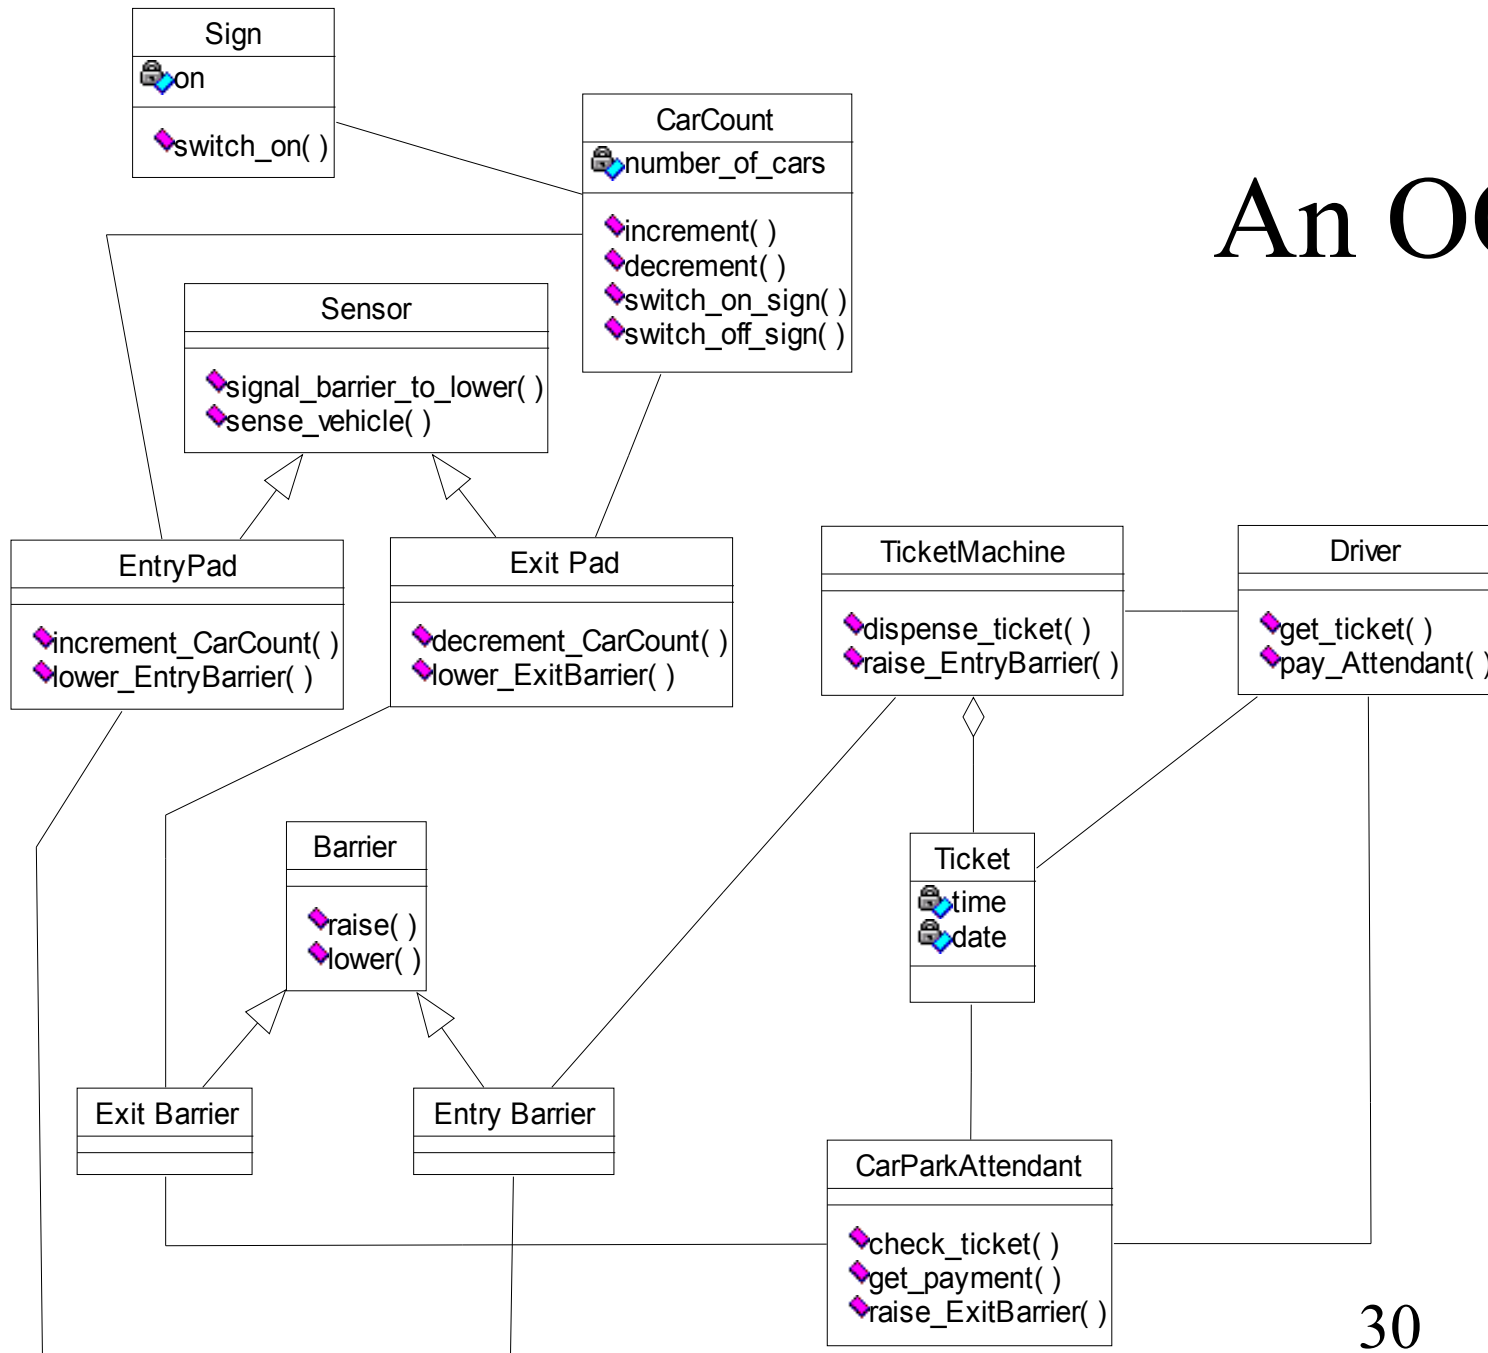 Sign
on
switch_on( )
CarCount
number_of_cars
increment( )
decrement( )
switch_on_sign( )
switch_off_sign( )
An
Sensor
signal_barrier_to_lower( )
sense_vehicle( )
EntryPad
increment_CarCount( )
lower_EntryBarrier( )
Exit Pad
decrement_CarCount( )
lower_ExitBarrier( )
TicketMachine
dispense_ticket( )
raise_EntryBarrier( )
Driver
get_ticket( )
pay_Attendant( )
Barrier
raise( )
lower( )
Ticket
time
date
Exit Barrier
Entry Barrier
CarParkAttendant
check_ticket( )
get_payment( )
raise_ExitBarrier( )
30